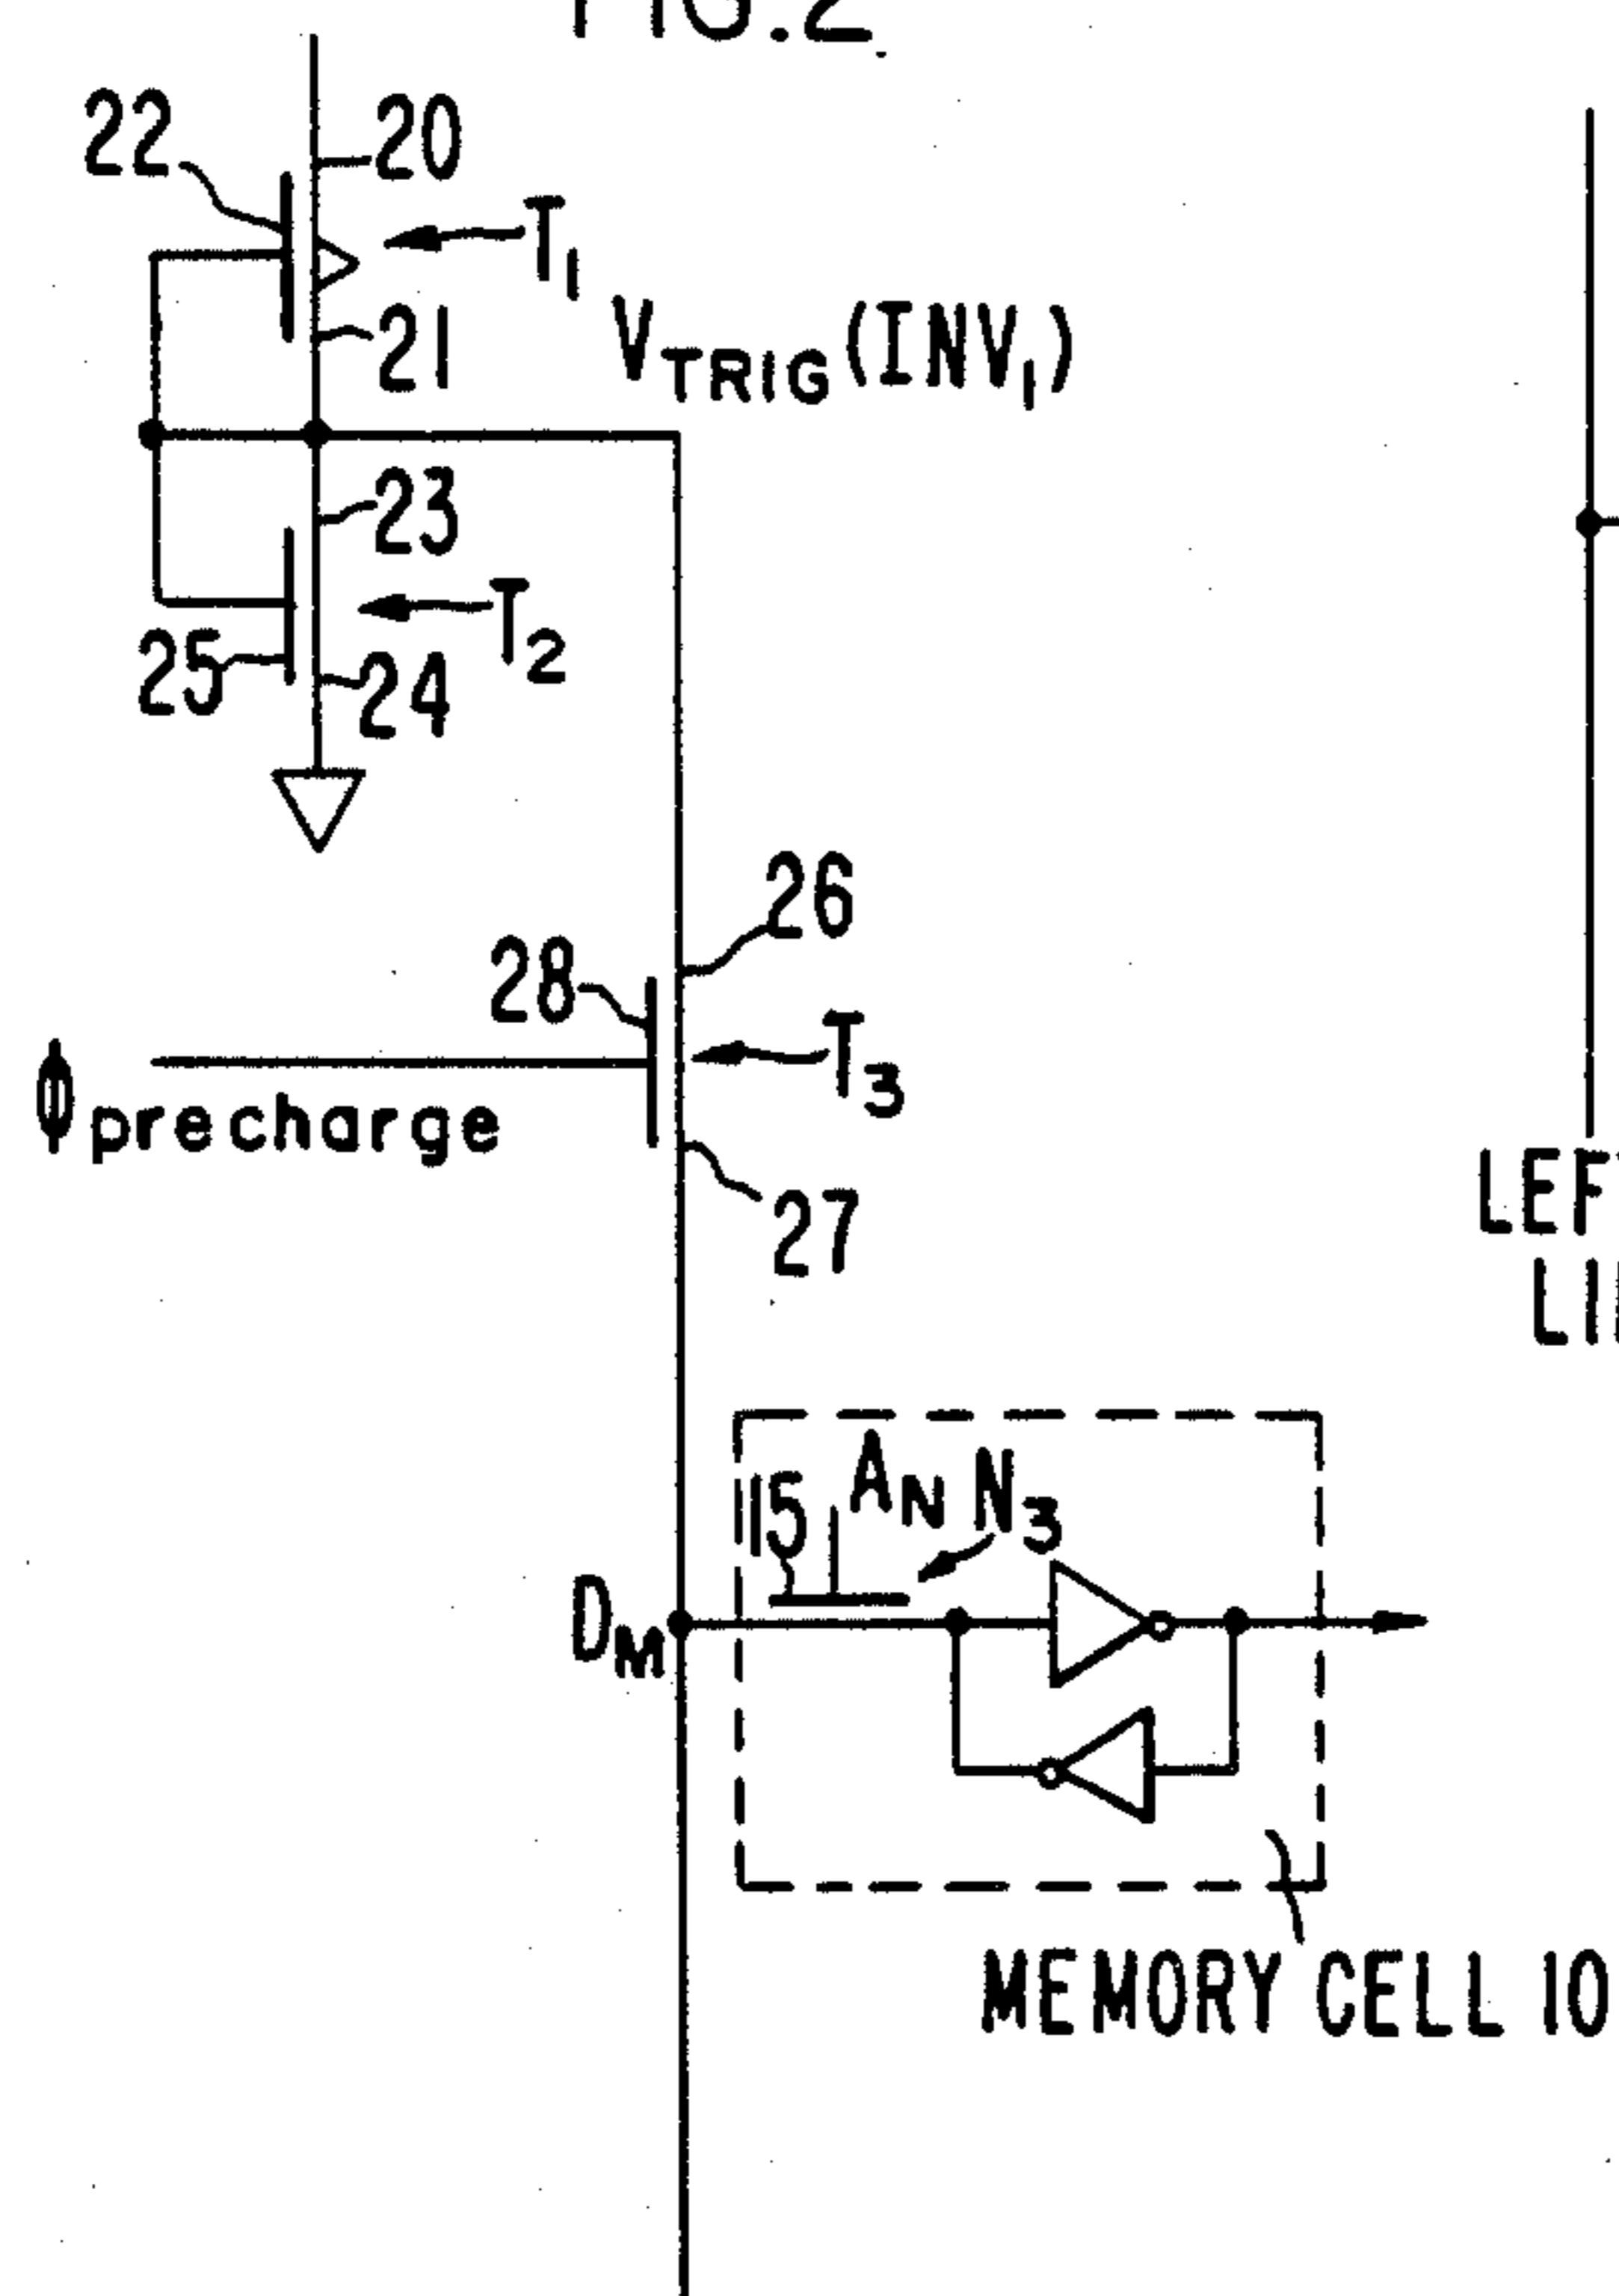 FIG.2
22
20
T1
21
VTRIG(INV1)
23
T2
25
24
26
28
T3
Φprecharge
27
15
AN
N3
DM
MEMORY CELL 10
LEF